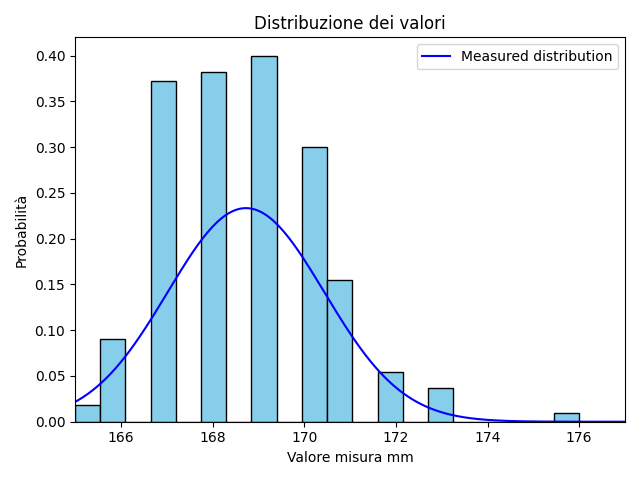 Distribuzione dei valori
Measured distribution
Probabilità
0.40
0.35
0.30
0.25
0.20
0.15
0.10
0.05
0.00
166 168 170 172 174 176
Valore misura mm